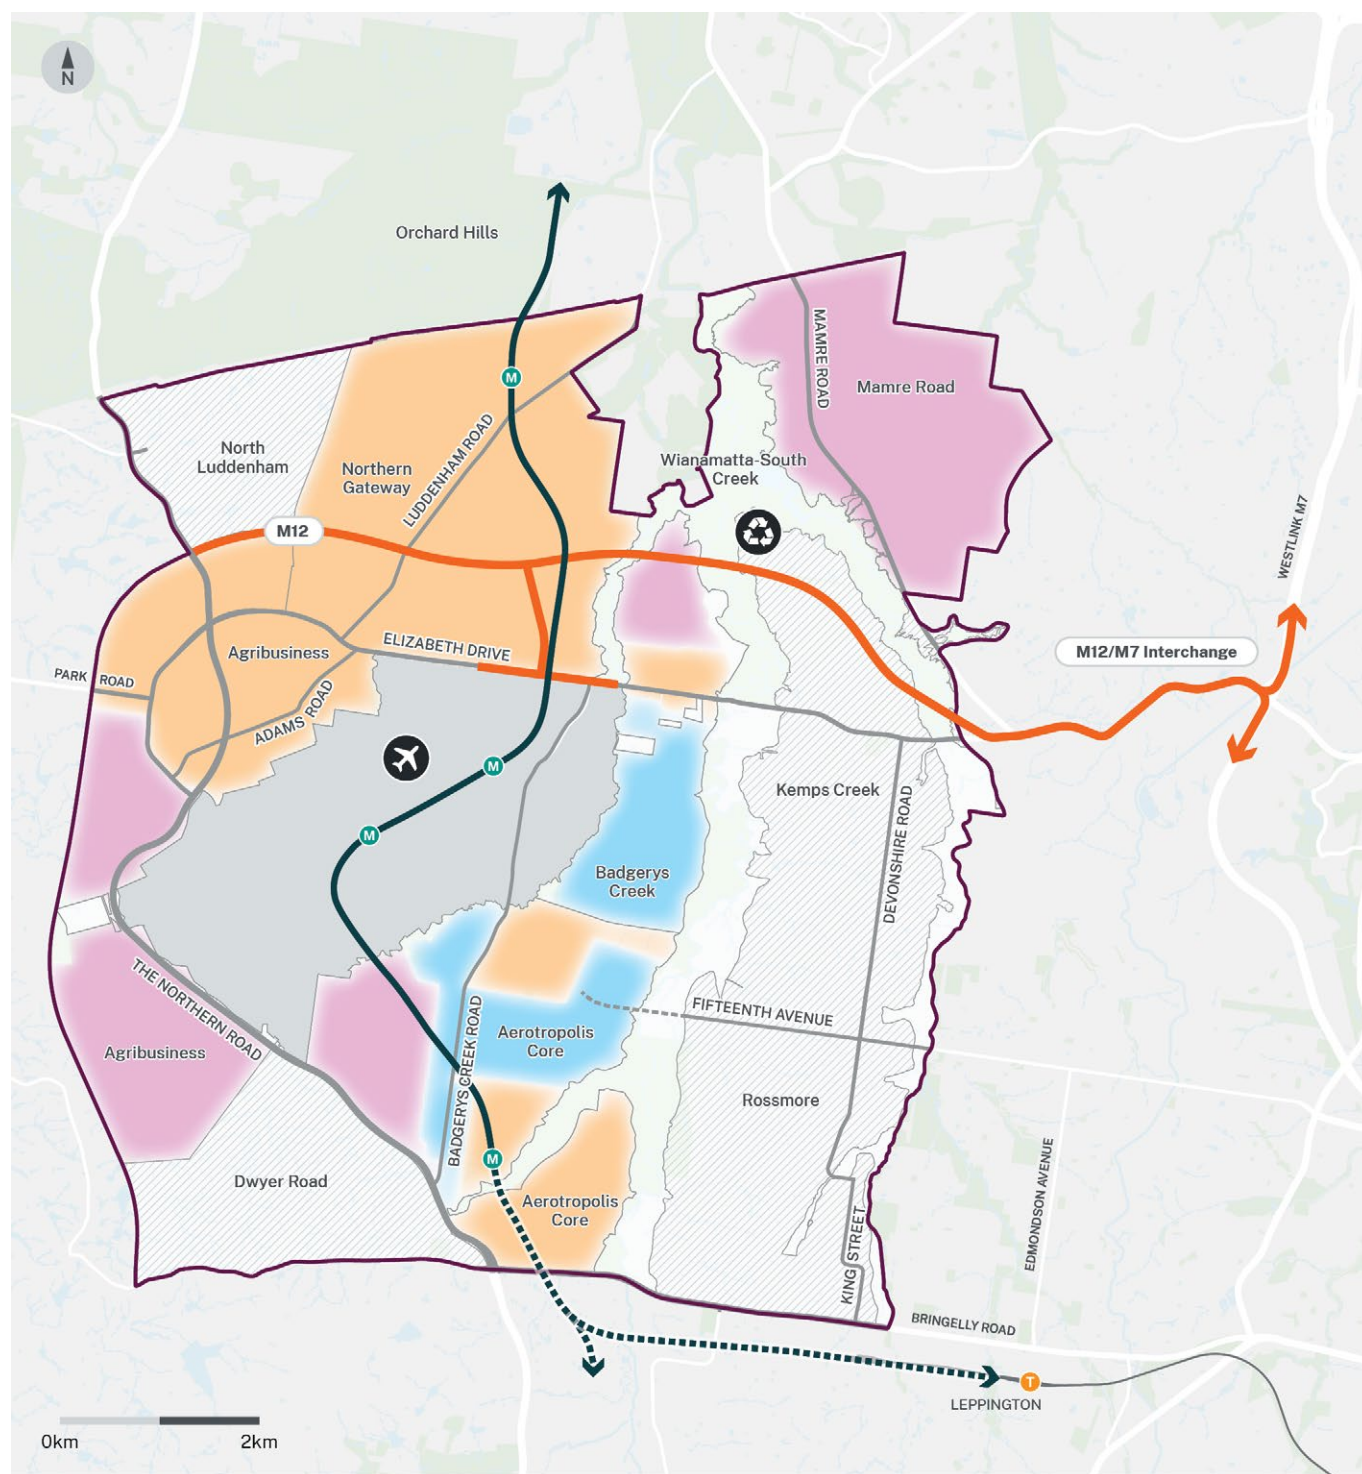 N
Orchard Hills
M
MAMRE ROAD
Mamre Road
North
Luddenham
Northern
Gateway
LUDDENHAM ROAD
Wianamatta-South
Creek
M12
WESTLINK M7
ELIZABETH DRIVE
Agribusiness
M12/M7 Interchange
PARK ROAD
ADAMS ROAD
M
Kemps Creek
M
DEVONSHIRE ROAD
Badgerys
Creek
THE NORTHERN ROAD
FIFTEENTH AVENUE
Aerotropolis
Core
Agribusiness
BADGERYS CREEK ROAD
Rossmore
M
Dwyer Road
Aerotropolis
Core
EDMONDSON AVENUE
KING STREET
BRINGELLY ROAD
T
LEPPINGTON
0km
2km